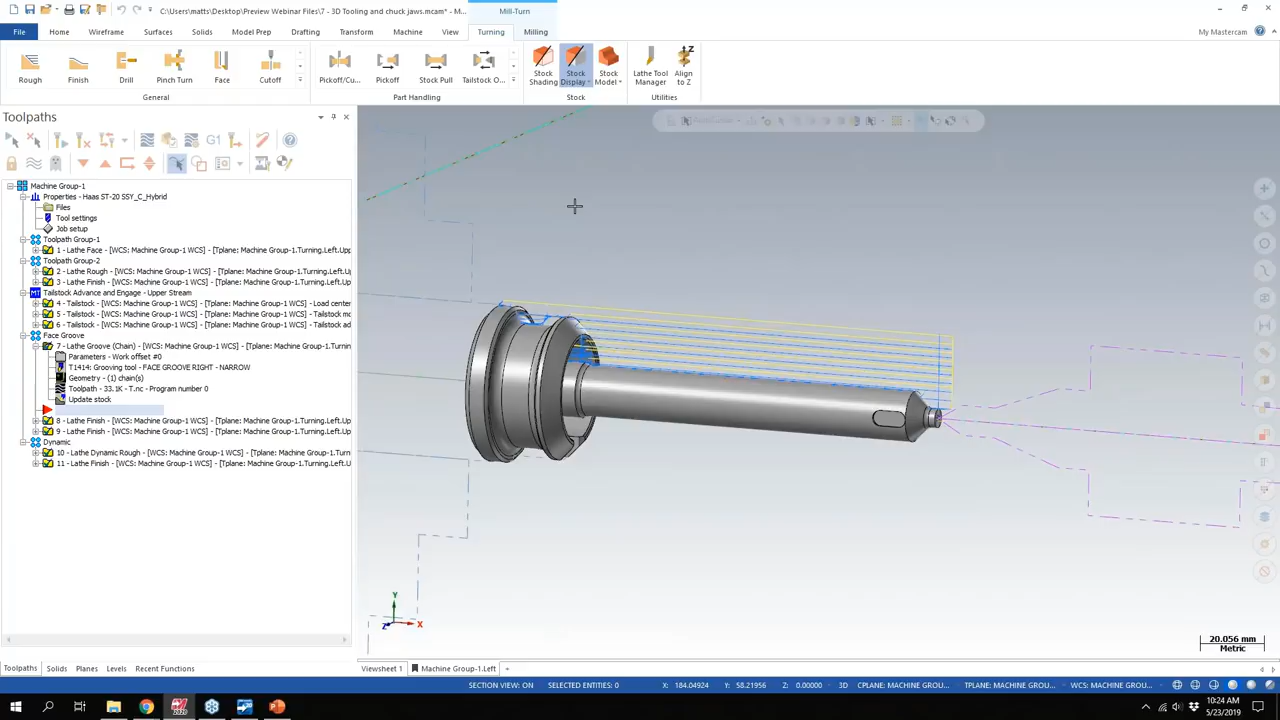 C:\Users\matts\Desktop\Preview Webinar Files\7 - 3D Tooling and chuck jaws.mcam* - M...
Mill-Turn
File Home Wireframe Surfaces Solids Model Prep Drafting Transform Machine View Turning Milling
My Mastercam
Rough Finish Drill Pinch Turn Face Cutoff
Pickoff/Cu... Pickoff Stock Pull Tailstock O...
Stock Shading
Stock Display
Stock Model
Lathe Tool Manager
Align to Z
General
Part Handling
Stock
Utilities
Toolpaths
G1
Machine Group-1
Properties - Haas ST-20 SSY_C_Hybrid
Files
Tool settings
Job setup
Toolpath Group-1
1 - Lathe Face - [WCS: Machine Group-1 WCS] - [Tplane: Machine Group-1.Turning.Left.Upp
Toolpath Group-2
2 - Lathe Rough - [WCS: Machine Group-1 WCS] - [Tplane: Machine Group-1.Turning.Left.U
3 - Lathe Finish - [WCS: Machine Group-1 WCS] - [Tplane: Machine Group-1.Turning.Left.U
Tailstock Advance and Engage - Upper Stream
4 - Tailstock - [WCS: Machine Group-1 WCS] - [Tplane: Machine Group-1 WCS] - Load center
5 - Tailstock - [WCS: Machine Group-1 WCS] - [Tplane: Machine Group-1 WCS] - Tailstock mo
6 - Tailstock - [WCS: Machine Group-1 WCS] - [Tplane: Machine Group-1 WCS] - Tailstock ad
Face Groove
7 - Lathe Groove (Chain) - [WCS: Machine Group-1 WCS] - [Tplane: Machine Group-1.Turnin
Parameters - Work offset #0
T1414: Grooving tool - FACE GROOVE RIGHT - NARROW
Geometry - (1) chain(s)
Toolpath - 33.1K - T.nc - Program number 0
Update stock
8 - Lathe Finish - [WCS: Machine Group-1 WCS] - [Tplane: Machine Group-1.Turning.Left.U
9 - Lathe Finish - [WCS: Machine Group-1 WCS] - [Tplane: Machine Group-1.Turning.Left.U
Dynamic
10 - Lathe Dynamic Rough - [WCS: Machine Group-1 WCS] - [Tplane: Machine Group-1.Turn
11 - Lathe Finish - [WCS: Machine Group-1 WCS] - [Tplane: Machine Group-1.Turning.Left.U
Y
X
Z
20.056 mm
Metric
Toolpaths Solids Planes Levels Recent Functions
Viewsheet 1 Machine Group-1.Left +
SECTION VIEW: ON SELECTED ENTITIES: 0 X: 184.04924 Y: 58.21956 Z: 0.00000 3D CPLANE: MACHINE GROU... TPLANE: MACHINE GROU... WCS: MACHINE GROU...
10:24 AM
5/23/2019